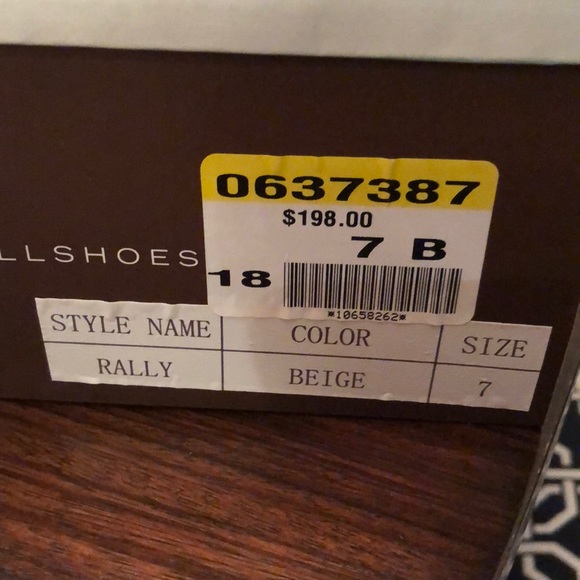 0637387
$198.00
7 B
LLSHOES
18
*10658262*
STYLE NAME COLOR SIZE
RALLY BEIGE 7